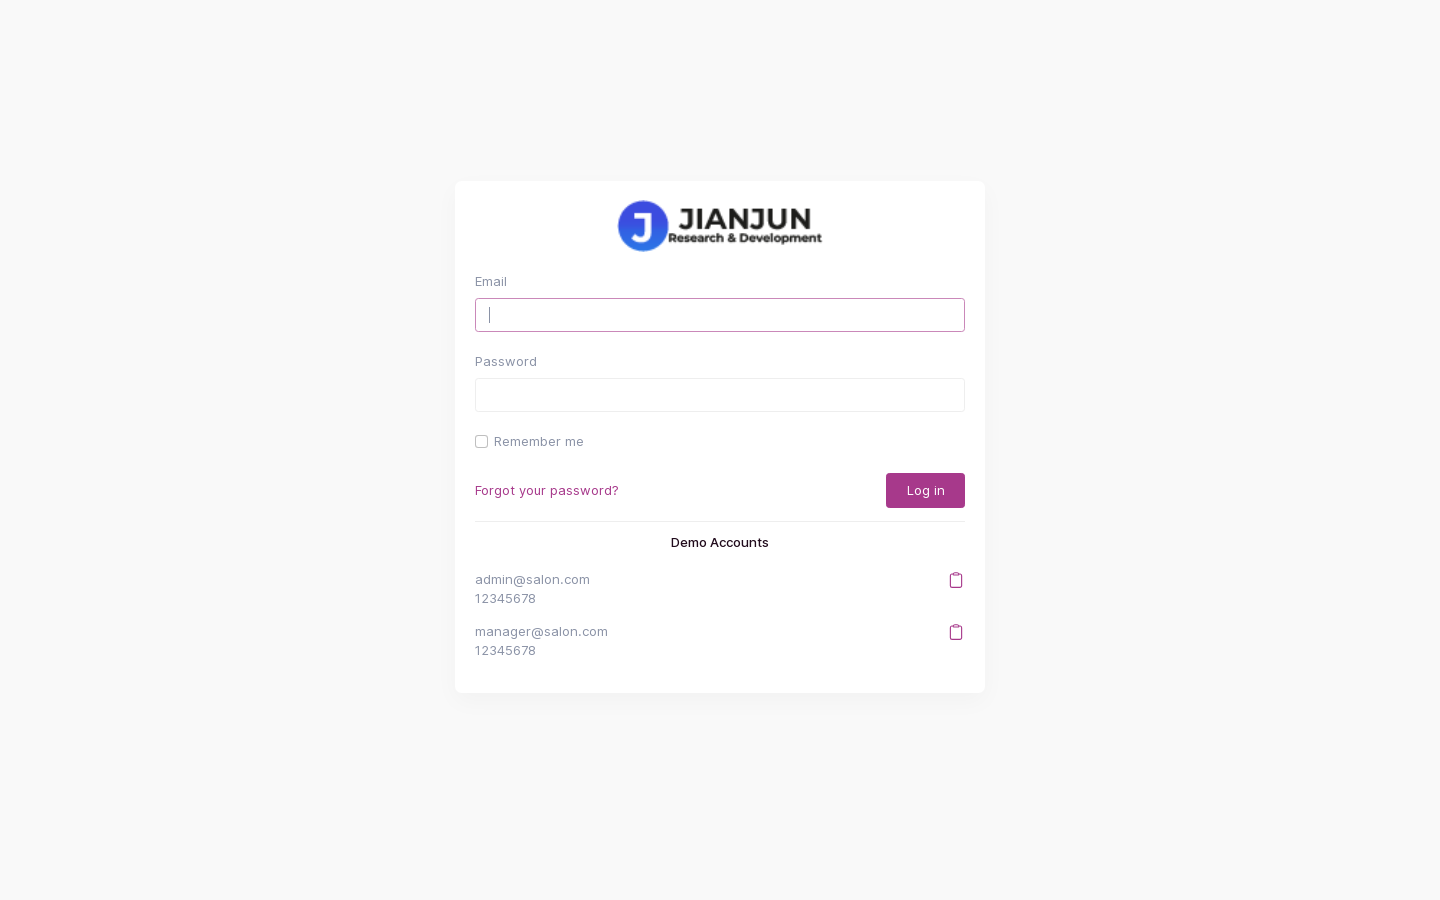 J JIANJUN
Research & Development
Email
Password
Remember me
Forgot your password?
Log in
Demo Accounts
admin@salon.com
12345678
manager@salon.com
12345678